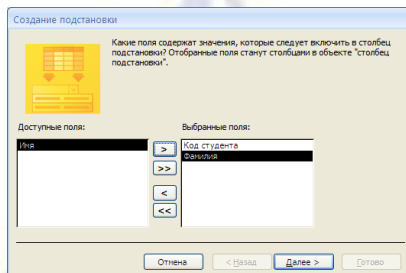 Создание подстановки
Какие поля содержат значения, которые следует включить в столбец
подстановки? Отобранные поля станут столбцами в объекте "столбец
подстановки".
Доступные поля:
Выбранные поля:
Имя
>
>>
<
<<
Код студента
Фамилия
Отмена
< Назад
Далее >
Готово